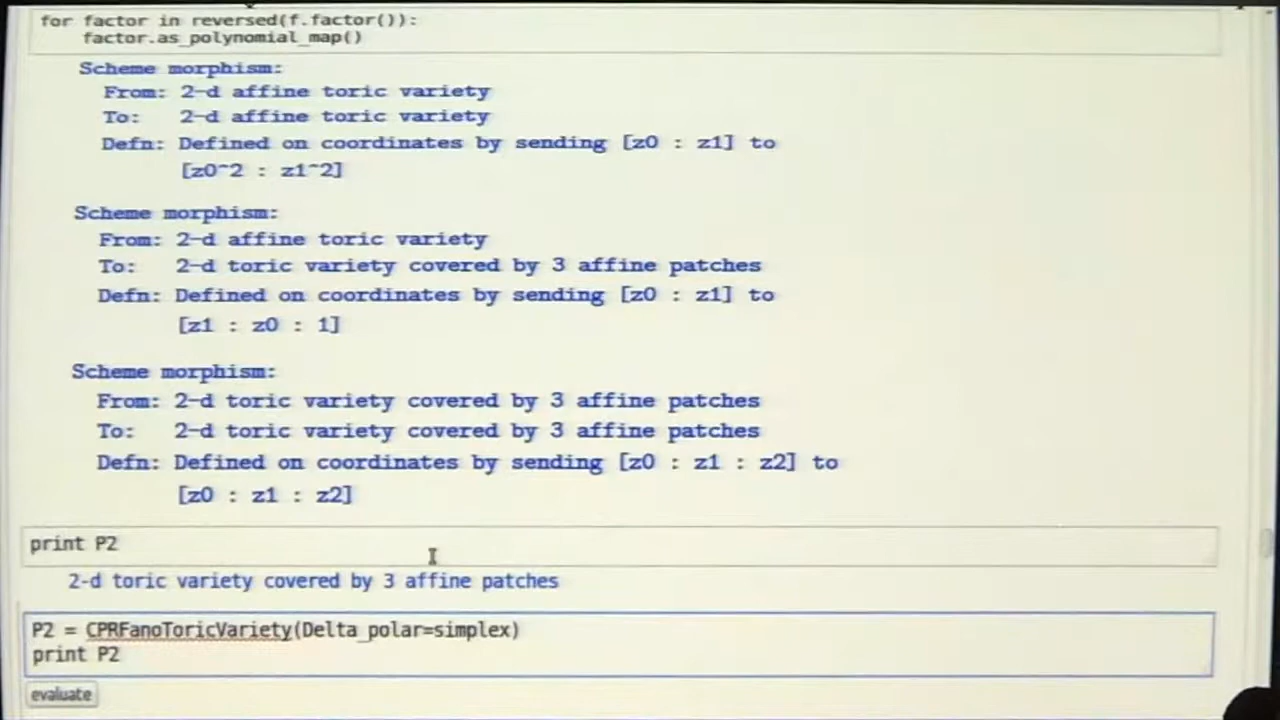 for factor in reversed(f.factor()):
    factor.as_polynomial_map()
Scheme morphism:
From: 2-d affine toric variety
To: 2-d affine toric variety
Defn: Defined on coordinates by sending [z0 : z1] to
[z0^2 : z1^2]
Scheme morphism:
From: 2-d affine toric variety
To: 2-d toric variety covered by 3 affine patches
Defn: Defined on coordinates by sending [z0 : z1] to
[z1 : z0 : 1]
Scheme morphism:
From: 2-d toric variety covered by 3 affine patches
To: 2-d toric variety covered by 3 affine patches
Defn: Defined on coordinates by sending [z0 : z1 : z2] to
[z0 : z1 : z2]
print P2
2-d toric variety covered by 3 affine patches
P2 = CPRFanoToricVariety(Delta_polar=simplex)
print P2
evaluate